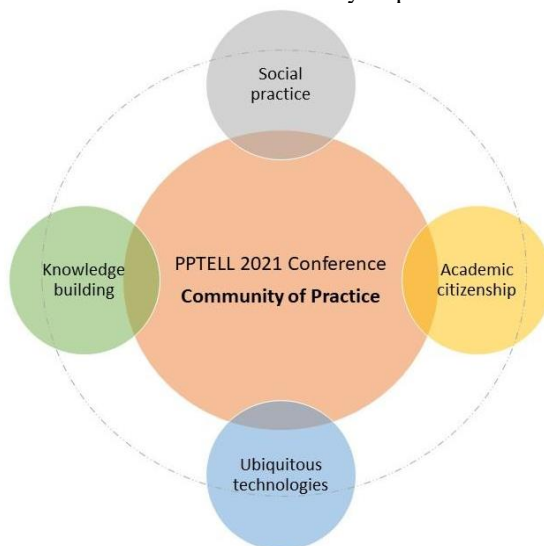 Social
practice
Knowledge
building
PPTELL 2021 Conference
Community of Practice
Academic
citizenship
Ubiquitous
technologies